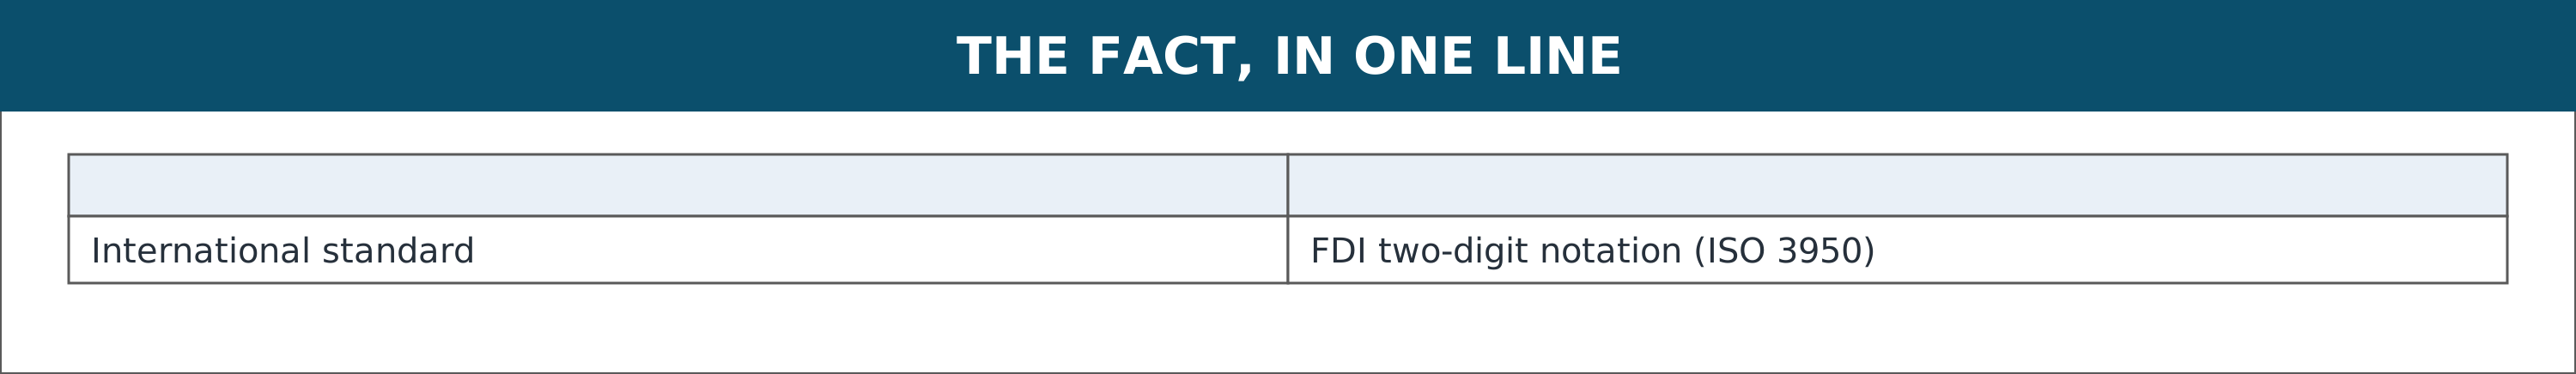 THE FACT, IN ONE LINE
International standard
FDI two-digit notation (ISO 3950)